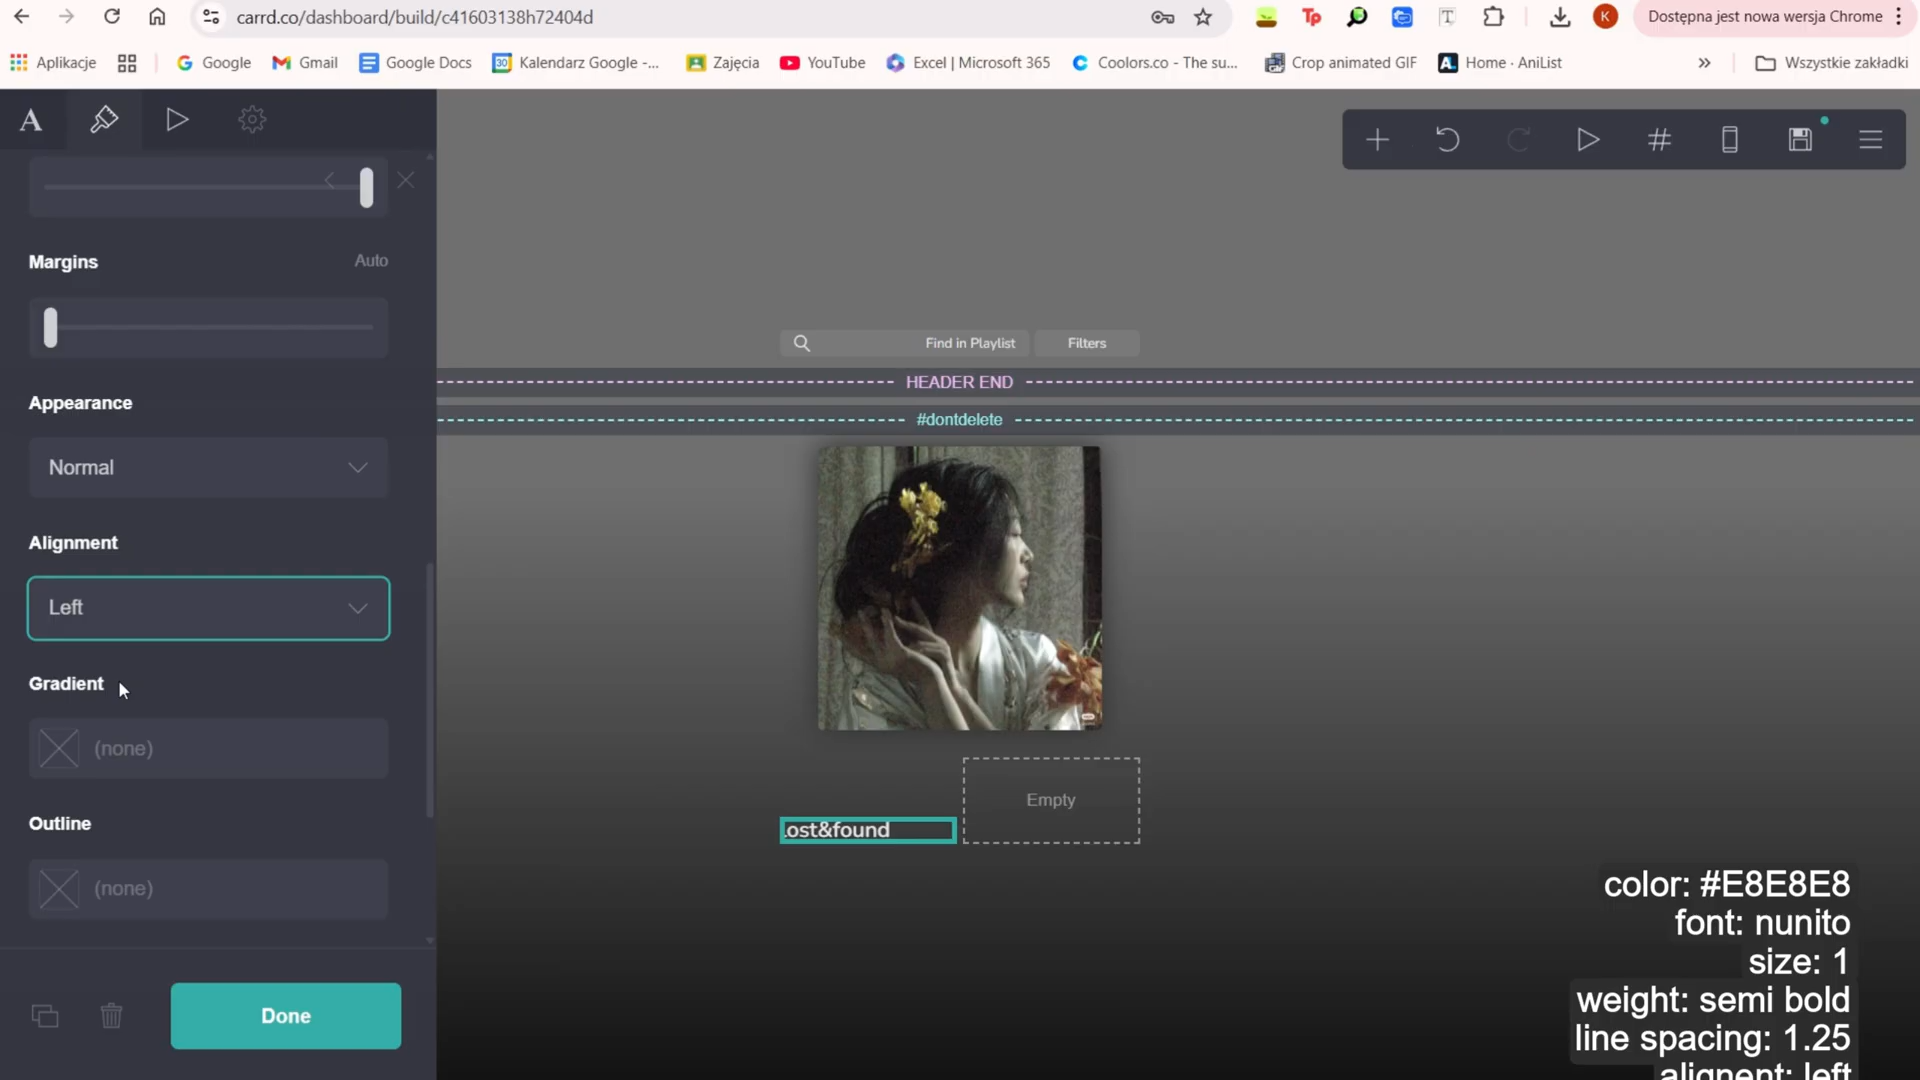 carrd.co/dashboard/build/c41603138h72404d
Dostępna jest nowa wersja Chrome
Aplikacje
Google
Gmail
Google Docs
Kalendarz Google -...
Zajęcia
YouTube
Excel | Microsoft 365
Coolors.co - The su...
Crop animated GIF
Home · AniList
»
Wszystkie zakładki
Margins
Auto
Appearance
Normal
Alignment
Left
Gradient
(none)
Outline
(none)
Done
Find in Playlist
Filters
HEADER END
#dontdelete
Empty
ost&found
color: #E8E8E8
font: nunito
size: 1
weight: semi bold
line spacing: 1.25
alignent: left